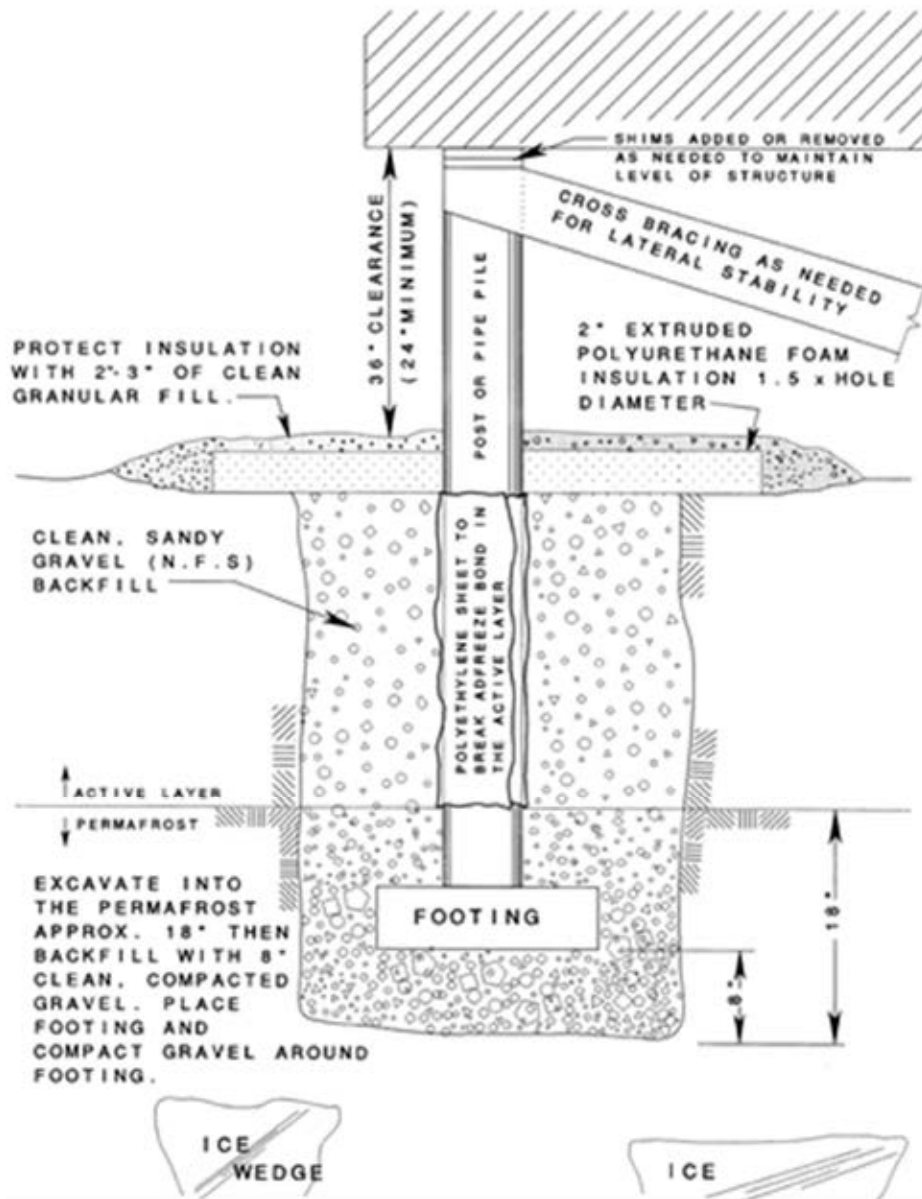 SHIMS ADDED OR REMOVED
AS NEEDED TO MAINTAIN
LEVEL OF STRUCTURE
CROSS BRACING AS NEEDED
FOR LATERAL STABILITY
36" CLEARANCE
(24" MINIMUM)
POST OR PIPE PILE
2" EXTRUDED
POLYURETHANE FOAM
INSULATION 1.5 x HOLE
DIAMETER
PROTECT INSULATION
WITH 2"-3" OF CLEAN
GRANULAR FILL.
CLEAN, SANDY
GRAVEL (N.F.S)
BACKFILL
POLYETHYLENE SHEET TO
BREAK ADFREEZE BOND IN
THE ACTIVE LAYER
ACTIVE LAYER
PERMAFROST
EXCAVATE INTO
THE PERMAFROST
APPROX. 18" THEN
BACKFILL WITH 8"
CLEAN, COMPACTED
GRAVEL. PLACE
FOOTING AND
COMPACT GRAVEL AROUND
FOOTING.
FOOTING
18"
8"
ICE
WEDGE
ICE